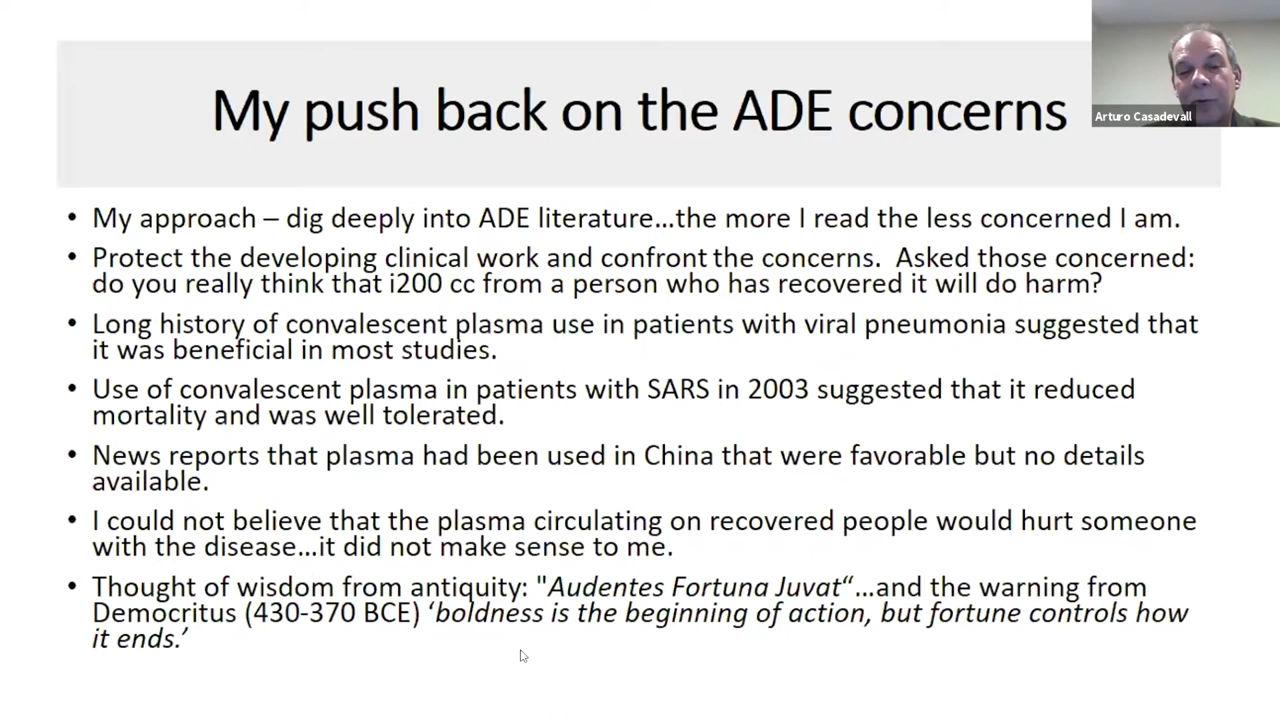 My push back on the ADE concerns
Arturo Casadevall
• My approach – dig deeply into ADE literature…the more I read the less concerned I am.
• Protect the developing clinical work and confront the concerns.  Asked those concerned:
do you really think that i200 cc from a person who has recovered it will do harm?
• Long history of convalescent plasma use in patients with viral pneumonia suggested that
it was beneficial in most studies.
• Use of convalescent plasma in patients with SARS in 2003 suggested that it reduced
mortality and was well tolerated.
• News reports that plasma had been used in China that were favorable but no details
available.
• I could not believe that the plasma circulating on recovered people would hurt someone
with the disease…it did not make sense to me.
• Thought of wisdom from antiquity: "Audentes Fortuna Juvat“…and the warning from
Democritus (430-370 BCE) ‘boldness is the beginning of action, but fortune controls how
it ends.’